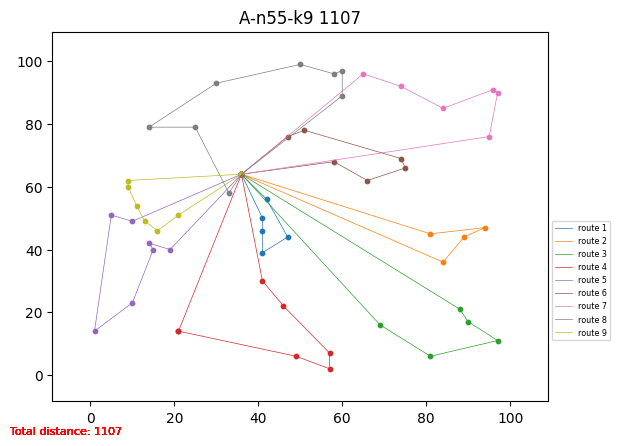 A-n55-k9 1107
100
80
60
40
20
0
0 20 40 60 80 100
route 1
route 2
route 3
route 4
route 5
route 6
route 7
route 8
route 9
Total distance: 1107